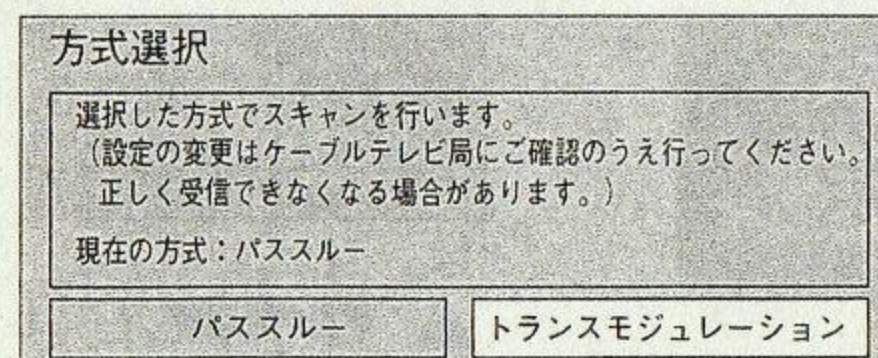 方式選択
選択した方式でスキャンを行います。
(設定の変更はケーブルテレビ局にご確認のうえ行ってください。
正しく受信できなくなる場合があります。)
現在の方式:パススルー
パススルー
トランスモジュレーション